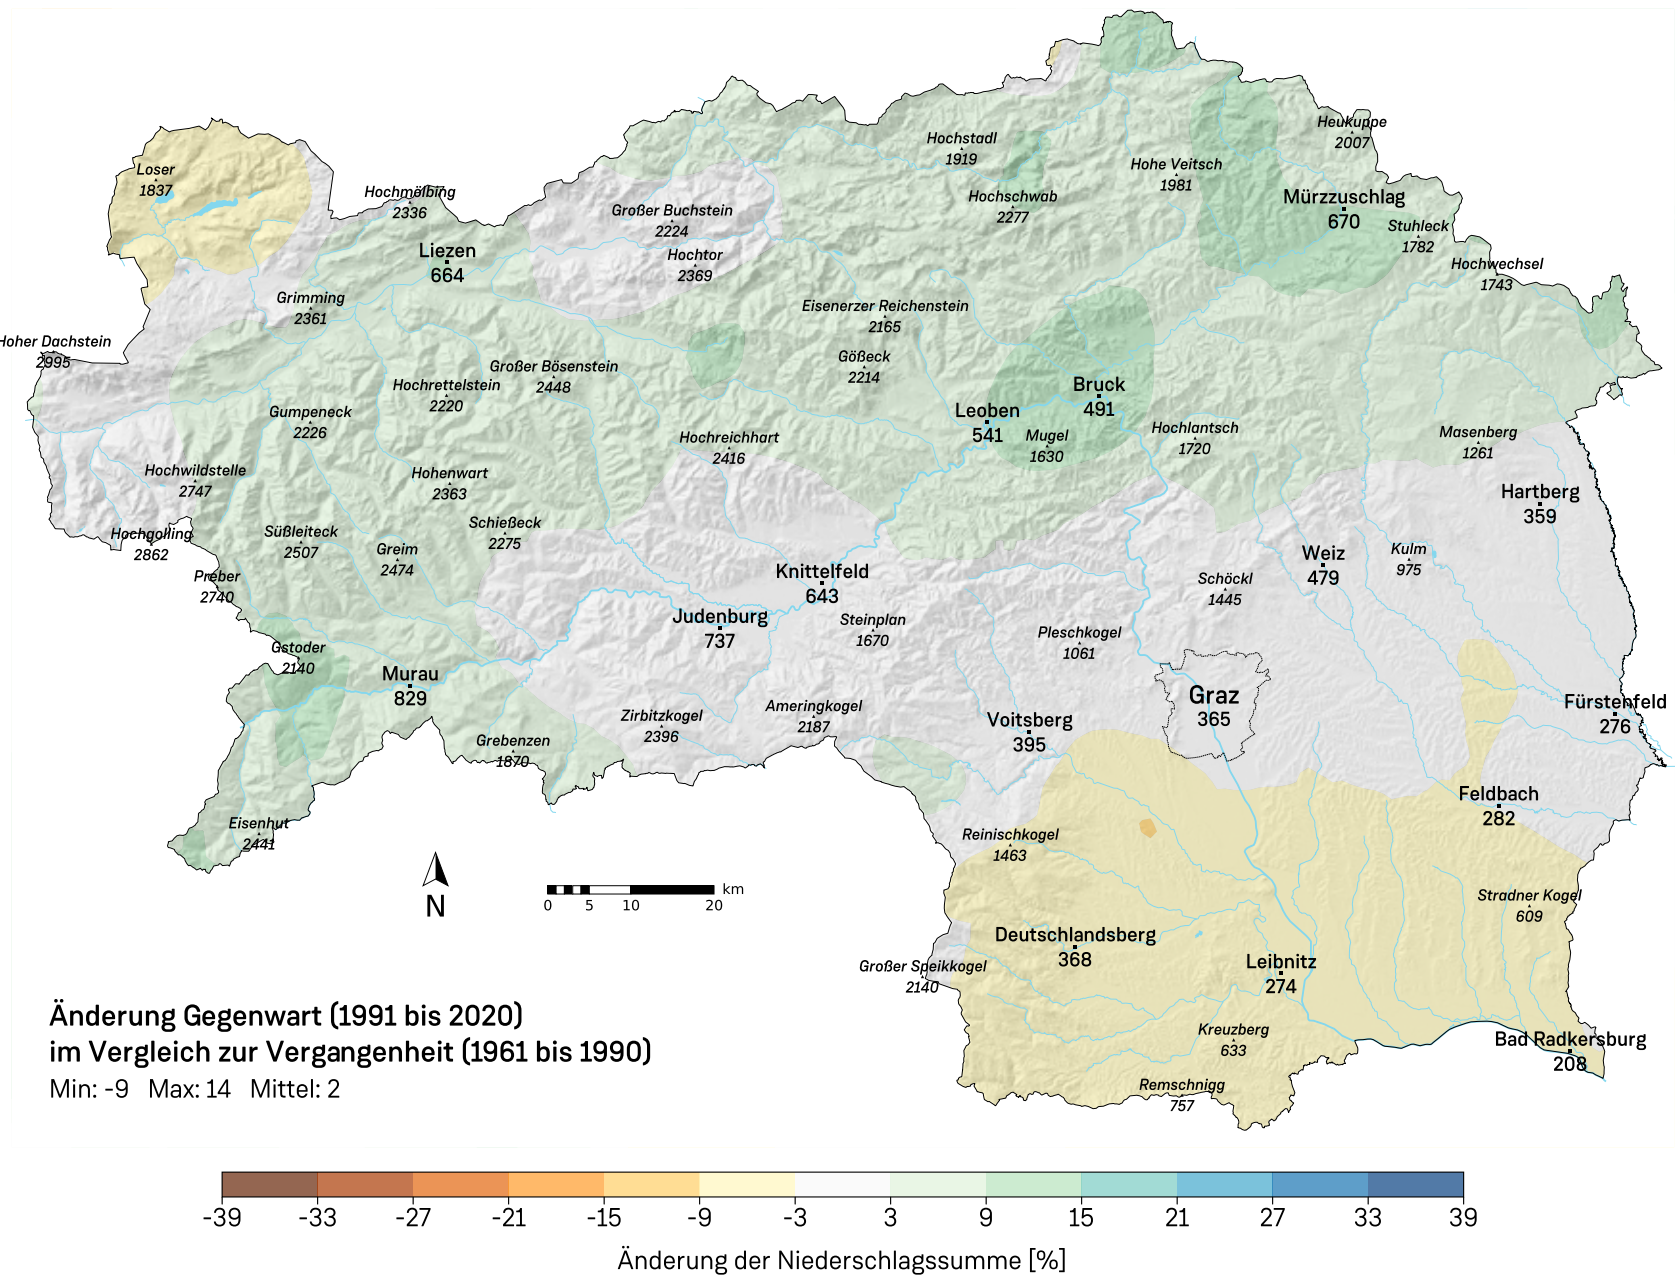 Heukuppe
2007
Hochstadl
1919
Hohe Veitsch
1981
Loser
1837
Hochmölbing
2336
Hochschwab
2277
Mürzzuschlag
670
Großer Buchstein
2224
Stuhleck
1782
Liezen
664
Hochtor
2369
Hochwechsel
1743
Grimming
2361
Eisenerzer Reichenstein
2165
Hoher Dachstein
2995
Gößeck
2214
Großer Bösenstein
2448
Hochrettelstein
2220
Bruck
491
Gumpeneck
2226
Leoben
541
Hochreichhart
2416
Mugel
1630
Hochlantsch
1720
Masenberg
1261
Hochwildstelle
2747
Hohenwart
2363
Hartberg
359
Schießeck
2275
Hochgolling
2862
Süßleiteck
2507
Greim
2474
Weiz
479
Kulm
975
Preber
2740
Knittelfeld
643
Schöckl
1445
Judenburg
737
Steinplan
1670
Pleschkogel
1061
Gstoder
2140
Murau
829
Graz
365
Fürstenfeld
276
Zirbitzkogel
2396
Ameringkogel
2187
Voitsberg
395
Grebenzen
1870
Feldbach
282
Eisenhut
2441
Reinischkogel
1463
N
km
0 5 10 20
Stradner Kogel
609
Deutschlandsberg
368
Großer Speikkogel
2140
Leibnitz
274
Kreuzberg
633
Bad Radkersburg
208
Remschnigg
757
Änderung Gegenwart (1991 bis 2020)
im Vergleich zur Vergangenheit (1961 bis 1990)
Min: -9 Max: 14 Mittel: 2
-39 -33 -27 -21 -15 -9 -3 3 9 15 21 27 33 39
Änderung der Niederschlagssumme [%]